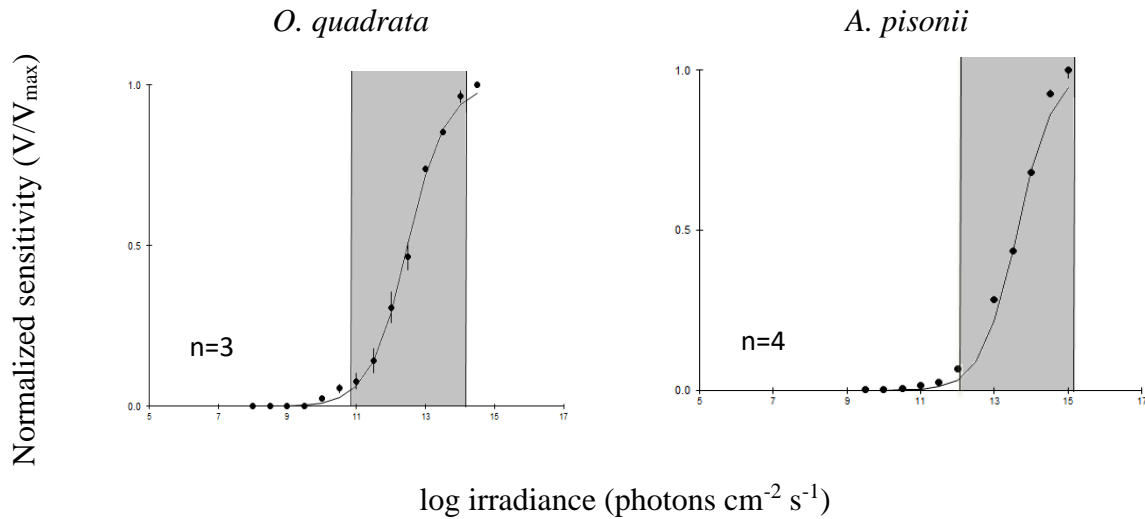 O. quadrata
A. pisonii
Normalized sensitivity (V/Vmax)
1.0
0.5
0.0
n=3
5 7 9 11 13 15 17
1.0
0.5
0.0
n=4
5 7 9 11 13 15 17
log irradiance (photons cm-2 s-1)